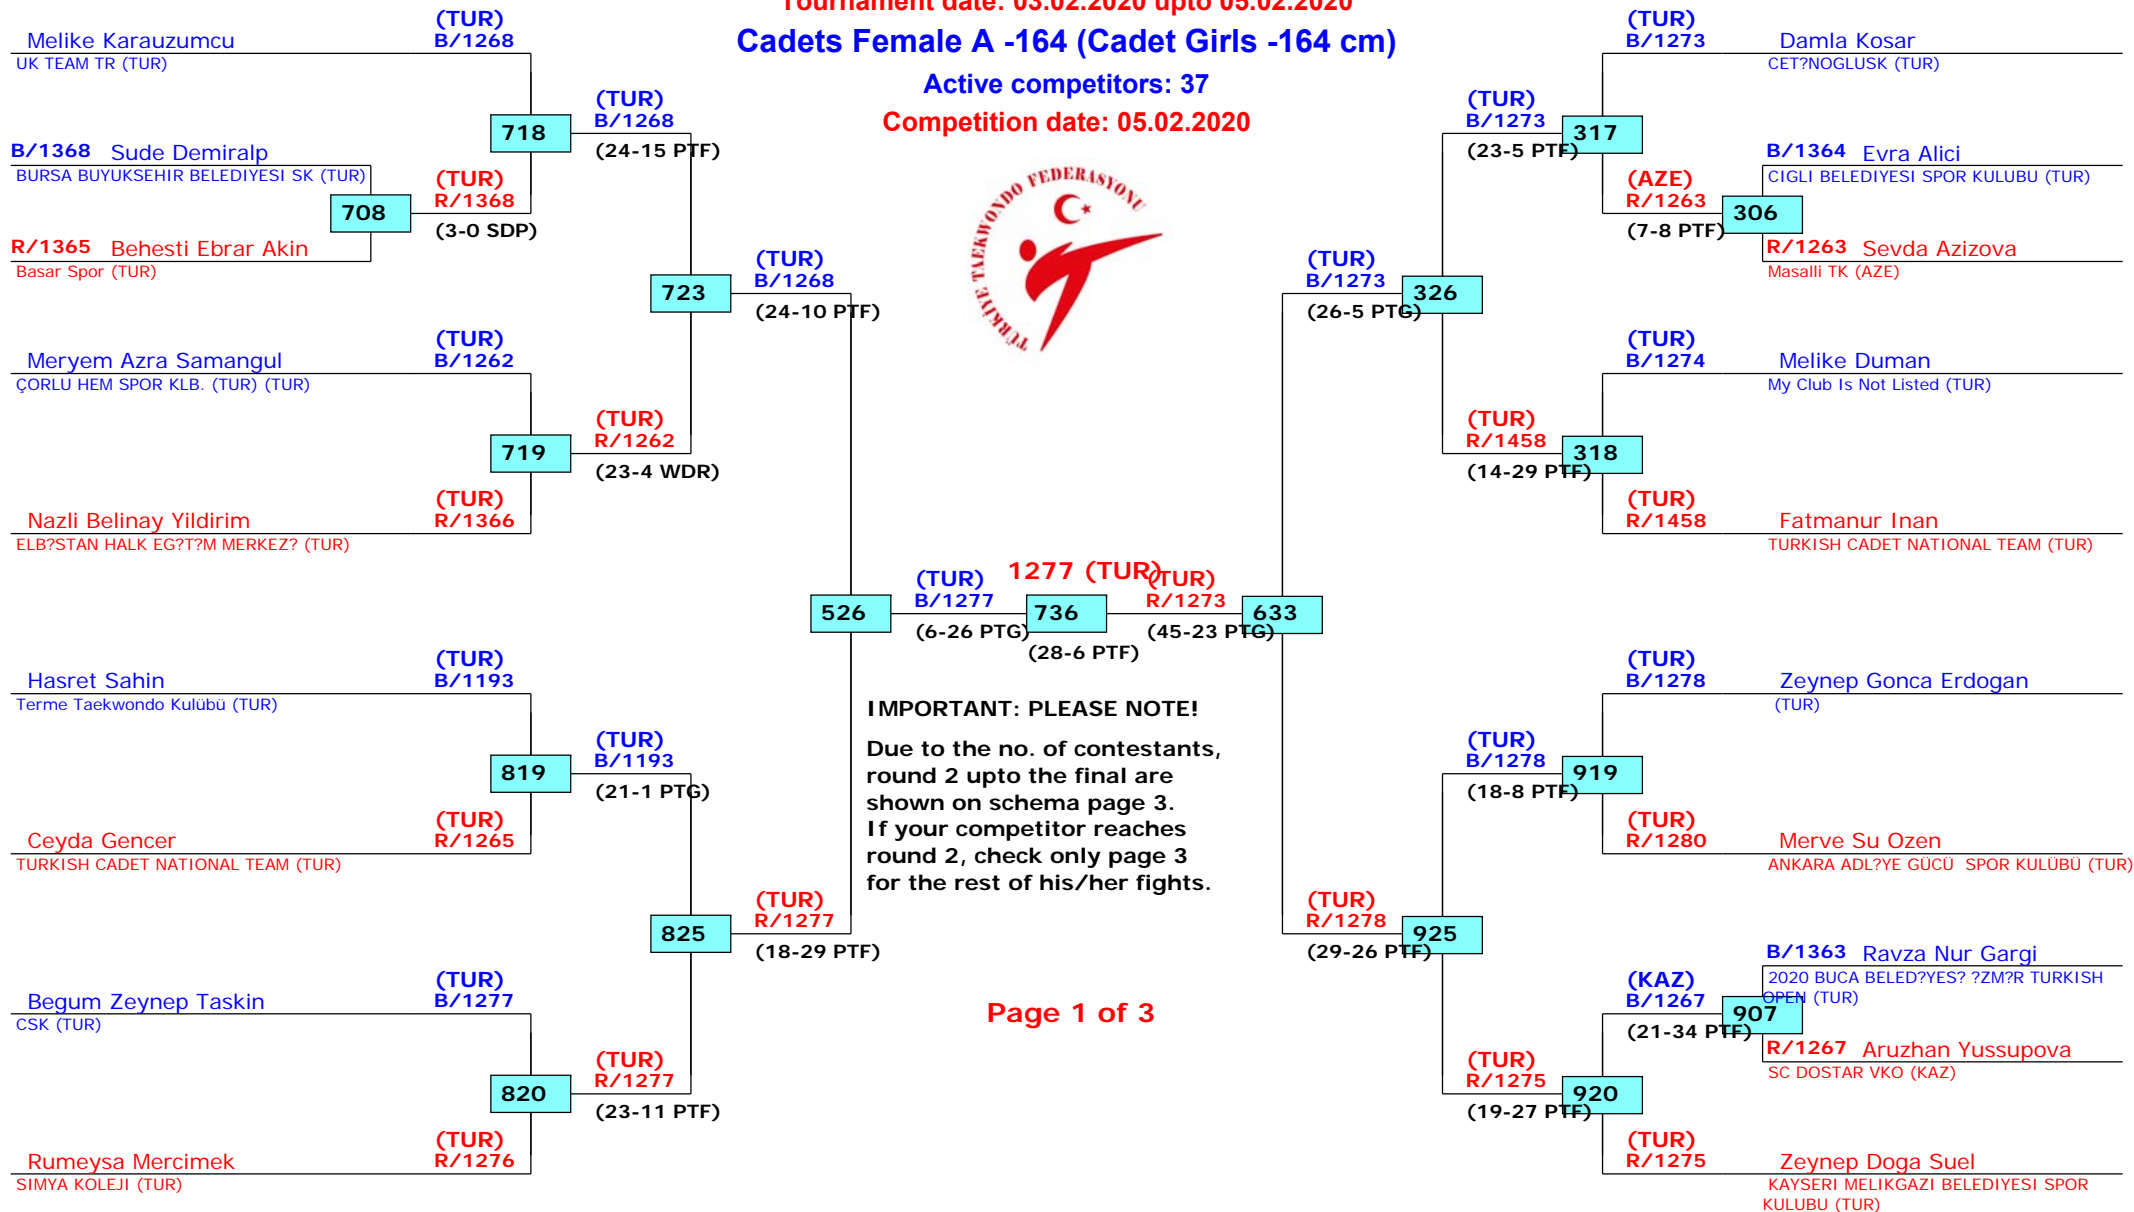 Tournament date: 03.02.2020 upto 05.02.2020
Cadets Female A -164 (Cadet Girls -164 cm)
Active competitors: 37
Competition date: 05.02.2020
TÜRKİYE TAEKWONDO FEDERASYONU
Melike Karauzumcu
UK TEAM TR (TUR)
(TUR)
B/1268
B/1368 Sude Demiralp
BURSA BUYUKSEHIR BELEDIYESI SK (TUR)
708
R/1365 Behesti Ebrar Akin
Basar Spor (TUR)
(TUR)
R/1368
(3-0 SDP)
718
(TUR)
B/1268
(24-15 PTF)
Meryem Azra Samangul
ÇORLU HEM SPOR KLB. (TUR) (TUR)
(TUR)
B/1262
719
Nazli Belinay Yildirim
ELB?STAN HALK EG?T?M MERKEZ? (TUR)
(TUR)
R/1366
(TUR)
R/1262
(23-4 WDR)
723
(TUR)
B/1268
(24-10 PTF)
Hasret Sahin
Terme Taekwondo Kulübü (TUR)
(TUR)
B/1193
819
Ceyda Gencer
TURKISH CADET NATIONAL TEAM (TUR)
(TUR)
R/1265
(TUR)
B/1193
(21-1 PTG)
Begum Zeynep Taskin
CSK (TUR)
(TUR)
B/1277
820
Rumeysa Mercimek
SIMYA KOLEJI (TUR)
(TUR)
R/1276
(TUR)
R/1277
(23-11 PTF)
825
(TUR)
R/1277
(18-29 PTF)
526
(TUR)
B/1277
(6-26 PTG)
1277 (TUR)
736
(28-6 PTF)
(TUR)
R/1273
(45-23 PTG)
633
IMPORTANT: PLEASE NOTE!
Due to the no. of contestants,
round 2 upto the final are
shown on schema page 3.
If your competitor reaches
round 2, check only page 3
for the rest of his/her fights.
Page 1 of 3
(TUR)
B/1273
Damla Kosar
CET?NOGLUSK (TUR)
(TUR)
B/1273
(23-5 PTF)
317
B/1364 Evra Alici
CIGLI BELEDIYESI SPOR KULUBU (TUR)
(AZE)
R/1263
(7-8 PTF)
306
R/1263 Sevda Azizova
Masalli TK (AZE)
(TUR)
B/1273
(26-5 PTG)
326
(TUR)
B/1274
Melike Duman
My Club Is Not Listed (TUR)
(TUR)
R/1458
(14-29 PTF)
318
(TUR)
R/1458
Fatmanur Inan
TURKISH CADET NATIONAL TEAM (TUR)
(TUR)
B/1278
Zeynep Gonca Erdogan
(TUR)
(TUR)
B/1278
(18-8 PTF)
919
(TUR)
R/1280
Merve Su Ozen
ANKARA ADL?YE GÜCÜ SPOR KULÜBÜ (TUR)
(TUR)
R/1278
(29-26 PTF)
925
B/1363 Ravza Nur Gargi
2020 BUCA BELED?YES? ?ZM?R TURKISH
OPEN (TUR)
(KAZ)
B/1267
(21-34 PTF)
907
R/1267 Aruzhan Yussupova
SC DOSTAR VKO (KAZ)
(TUR)
R/1275
(19-27 PTF)
920
(TUR)
R/1275
Zeynep Doga Suel
KAYSERI MELIKGAZI BELEDIYESI SPOR
KULUBU (TUR)